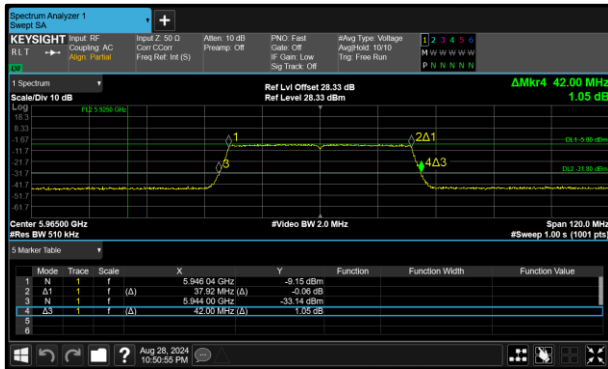 Spectrum Analyzer 1
Swept SA
KEYSIGHT Input: RF Input Z: 50 Ω Atten: 10 dB PNO: Fast #Avg Type: Voltage 1 2 3 4 5 6
RLT Coupling: AC Corr CCorr Preamp: Off Gate: Off Avg|Hold: 10/10 M W W W W W
Align: Partial Freq Ref: Int (S) IF Gain: Low Trig: Free Run
Sig Track: Off P N N N N N
1 Spectrum Ref Lvl Offset 28.33 dB ΔMkr4 42.00 MHz
Scale/Div 10 dB Ref Level 28.33 dBm 1.05 dB
Log
18.3
8.33
-1.67
-11.7
-21.7
-31.7
-41.7
-51.7
-61.7
1
2Δ1
3
4Δ3
Center 5.96500 GHz #Video BW 2.0 MHz Span 120.0 MHz
#Res BW 510 kHz #Sweep 1.00 s (1001 pts)
5 Marker Table
Mode Trace Scale X Y Function Function Width Function Value
1 N 1 f 5.946 04 GHz -9.15 dBm
2 Δ1 1 f (Δ) 37.92 MHz (Δ) -0.06 dB
3 N 1 f 5.944 00 GHz -33.14 dBm
4 Δ3 1 f (Δ) 42.00 MHz (Δ) 1.05 dB
5
6
Aug 28, 2024
10:50:55 PM